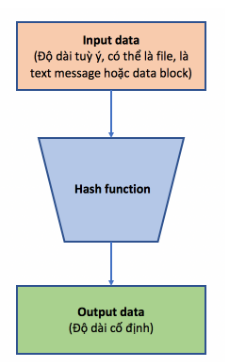 Input data
(Độ dài tuỳ ý, có thể là file, là
text message hoặc data block)
Hash function
Output data
(Độ dài cố định)